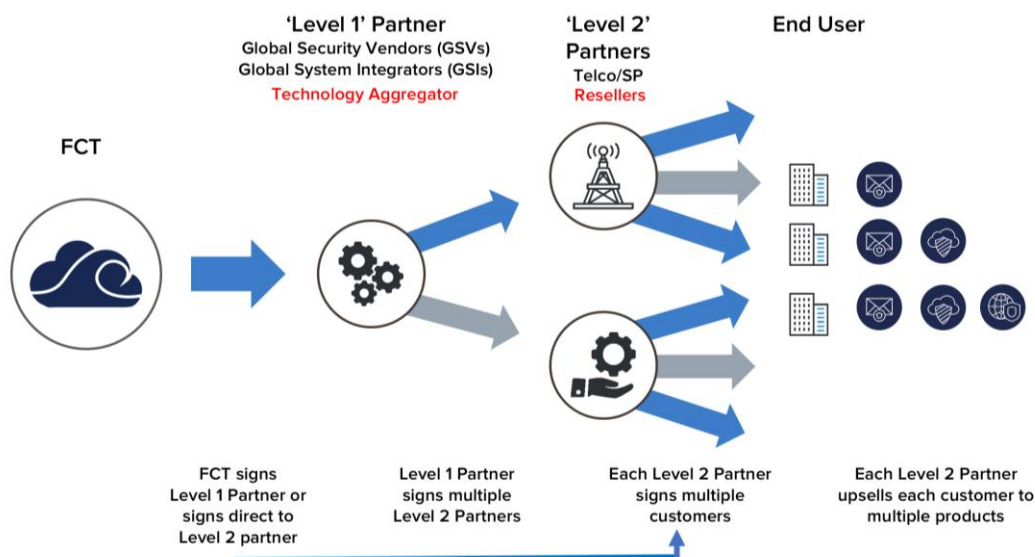 ‘Level 1’ Partner
Global Security Vendors (GSVs)
Global System Integrators (GSIs)
Technology Aggregator
‘Level 2’
Partners
Telco/SP
Resellers
End User
FCT
FCT signs
Level 1 Partner or
signs direct to
Level 2 partner
Level 1 Partner
signs multiple
Level 2 Partners
Each Level 2 Partner
signs multiple
customers
Each Level 2 Partner
upsells each customer to
multiple products